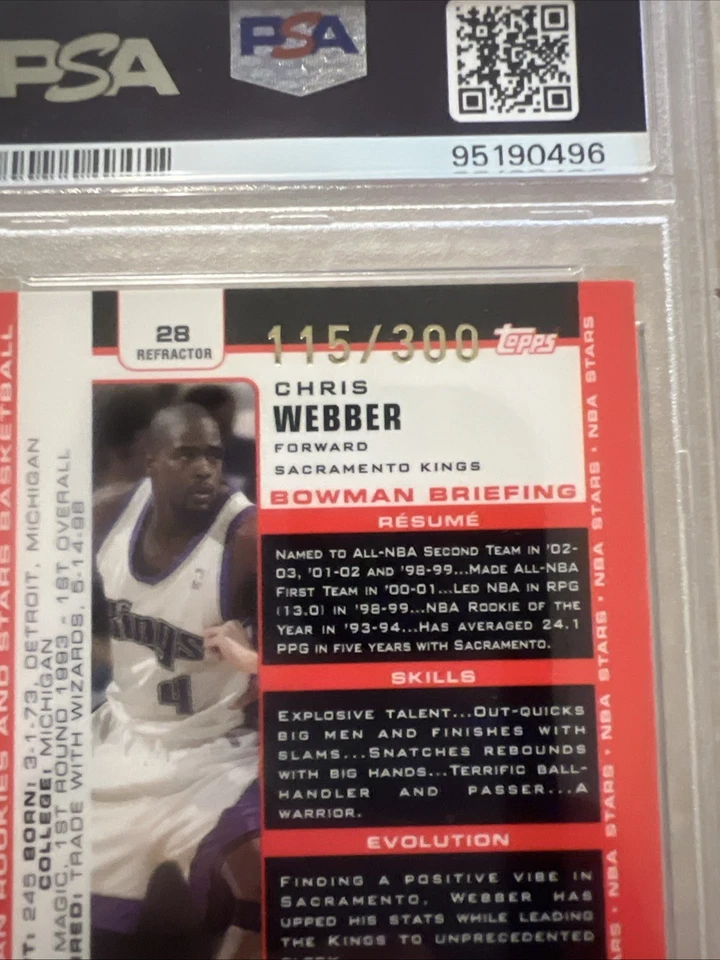 PSA
PSA
95190496
28
REFRACTOR
115/300
topps
CHRIS
WEBBER
FORWARD
SACRAMENTO KINGS
BOWMAN BRIEFING
RÉSUMÉ
NAMED TO ALL-NBA SECOND TEAM IN '02-
03, '01-02 AND '98-99...MADE ALL-NBA
FIRST TEAM IN '00-01...LED NBA IN RPG
(13.0) IN '98-99...NBA ROOKIE OF THE
YEAR IN '93-94...HAS AVERAGED 24.1
PPG IN FIVE YEARS WITH SACRAMENTO.
SKILLS
EXPLOSIVE TALENT...OUT-QUICKS
BIG MEN AND FINISHES WITH
SLAMS...SNATCHES REBOUNDS
WITH BIG HANDS...TERRIFIC BALL-
HANDLER AND PASSER...A
WARRIOR.
EVOLUTION
FINDING A POSITIVE VIBE IN
SACRAMENTO, WEBBER HAS
UPPED HIS STATS WHILE LEADING
THE KINGS TO UNPRECEDENTED
Kings
4
ROOKIES AND STARS BASKETBALL
245 BORN: 3-1-73, DETROIT, MICHIGAN
COLLEGE: MICHIGAN
MAGIC, 1ST ROUND 1993 - 1ST OVERALL
TRADE WITH WIZARDS, 5-14-98
NBA STARS • NBA STARS • NBA STARS • NBA STARS